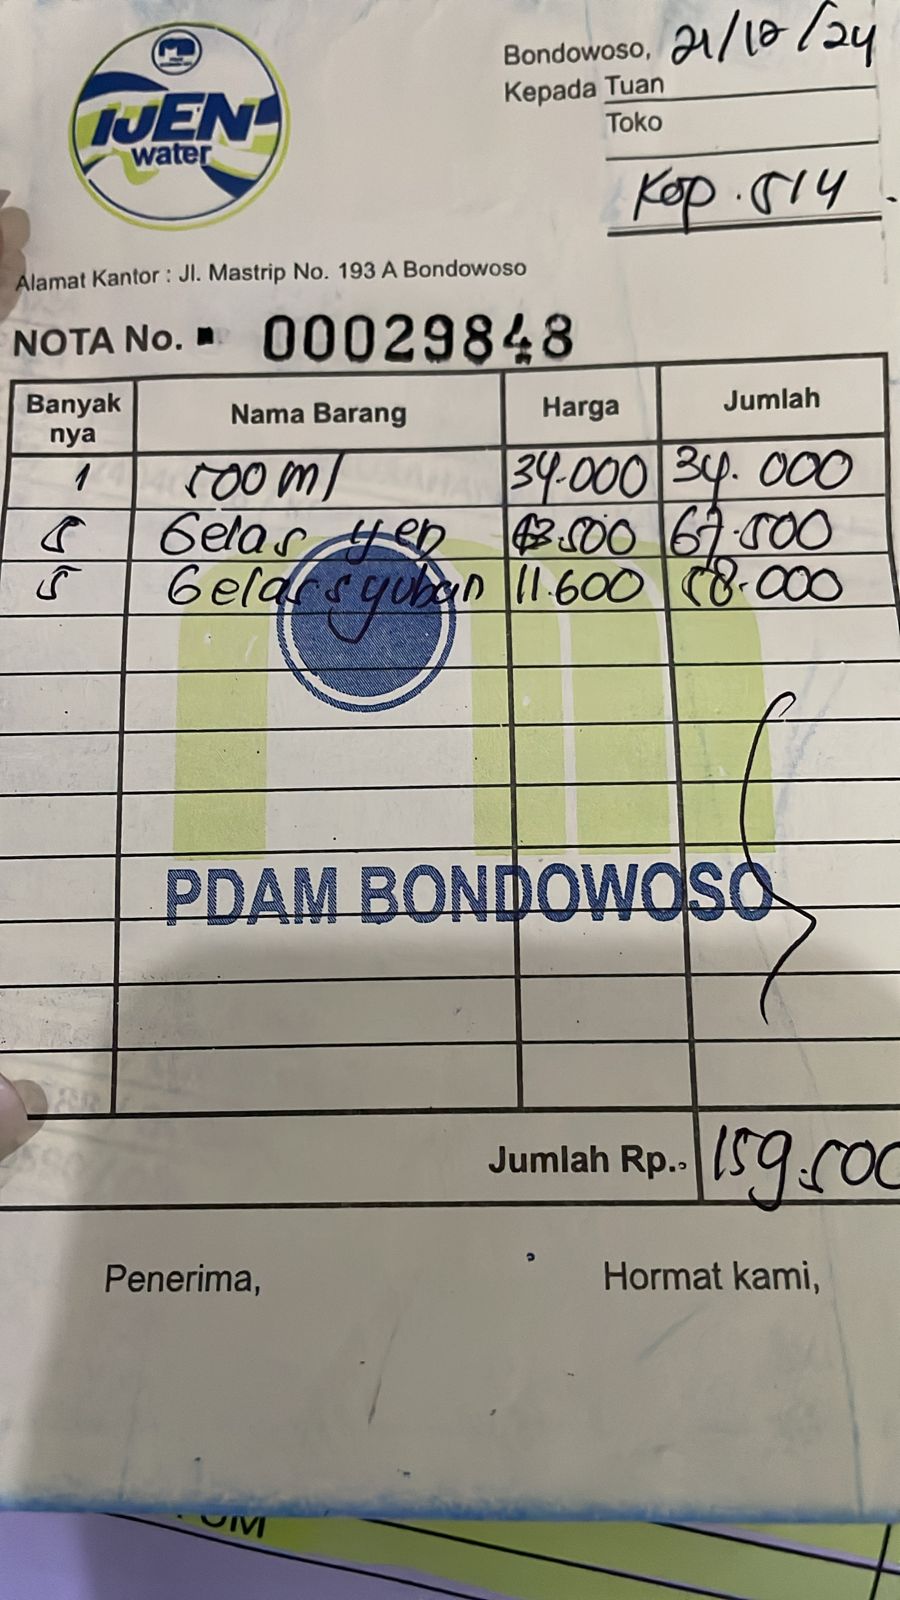 IJEN
water
Bondowoso, 21/12/24
Kepada Tuan
Toko
Kop. 514
Alamat Kantor : Jl. Mastrip No. 193 A Bondowoso
NOTA No. 00029848
Banyak nya Nama Barang Harga Jumlah
1 500 ml 34.000 34.000
5 Gelas yen 13.500 67.500
5 Gelas syuban 11.600 58.000
PDAM BONDOWOSO
Jumlah Rp. 159.500
Penerima, Hormat kami,